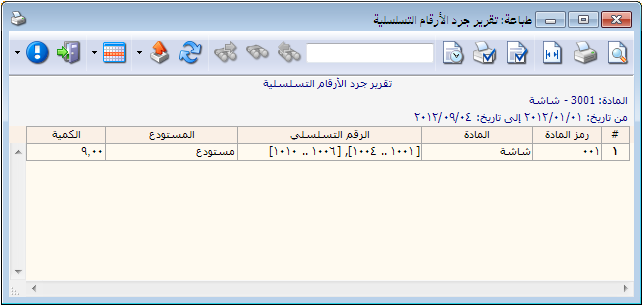 طباعة: تقرير جرد الأرقام التسلسلية
تقرير جرد الأرقام التسلسلية
المادة: 3001 - شاشة
من تاريخ: ٢٠١٢/٠١/٠١ إلى تاريخ: ٢٠١٢/٠٩/٠٤
# رمز المادة المادة الرقم التسلسلي المستودع الكمية
١ ٠٠١ شاشة [١٠٠١ .. ١٠٠٤], [١٠٠٦ .. ١٠١٠] مستودع ٩,٠٠